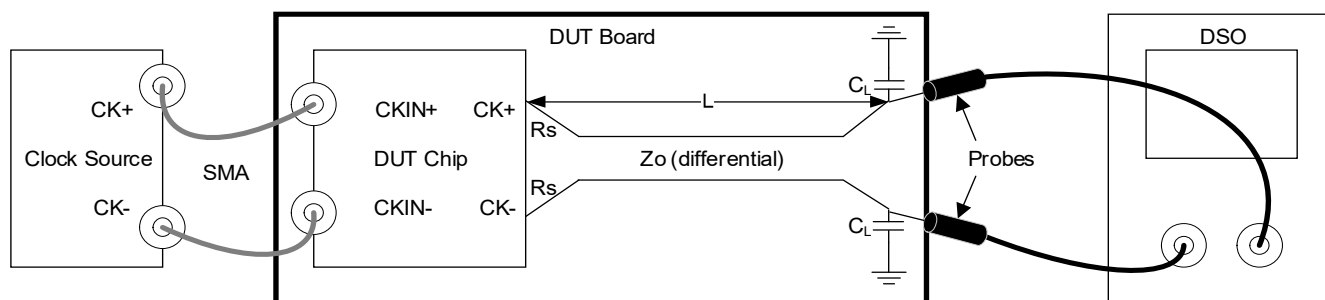 DUT Board
DSO
CK+
CKIN+
CK+
L
CL
Rs
Clock Source
SMA
DUT Chip
Zo (differential)
Probes
Rs
CK-
CKIN-
CK-
CL